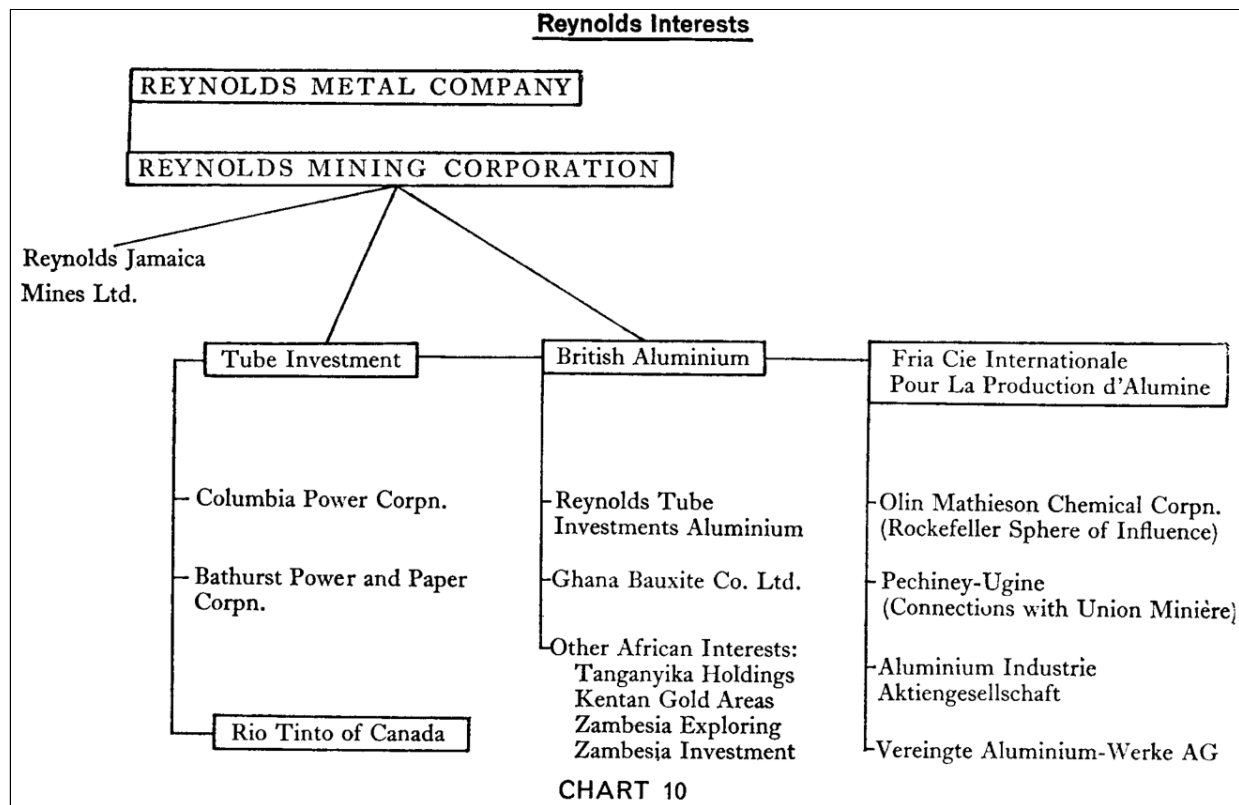 Reynolds Interests
REYNOLDS METAL COMPANY
REYNOLDS MINING CORPORATION
Reynolds Jamaica
Mines Ltd.
Tube Investment
British Aluminium
Fria Cie Internationale
Pour La Production d'Alumine
Columbia Power Corpn.
Bathurst Power and Paper
Corpn.
Rio Tinto of Canada
Reynolds Tube
Investments Aluminium
Ghana Bauxite Co. Ltd.
Other African Interests:
Tanganyika Holdings
Kentan Gold Areas
Zambesia Exploring
Zambesia Investment
Olin Mathieson Chemical Corpn.
(Rockefeller Sphere of Influence)
Pechiney-Ugine
(Connections with Union Minière)
Aluminium Industrie
Aktiengesellschaft
Vereingte Aluminium-Werke AG
CHART 10